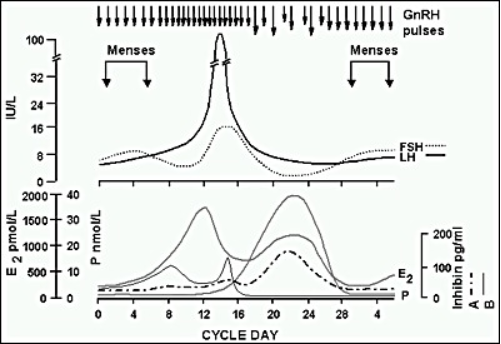 GnRH
pulses
100
Menses
Menses
32
IU/L
24
16
8
0
FSH
LH
2000 40
1500 30
1000 20
500 10
0 0
E2 pmol/L
P nmol/L
200
100
0
Inhibin pg/ml
A
B
E2
P
0 4 8 12 16 20 24 28 4
CYCLE DAY